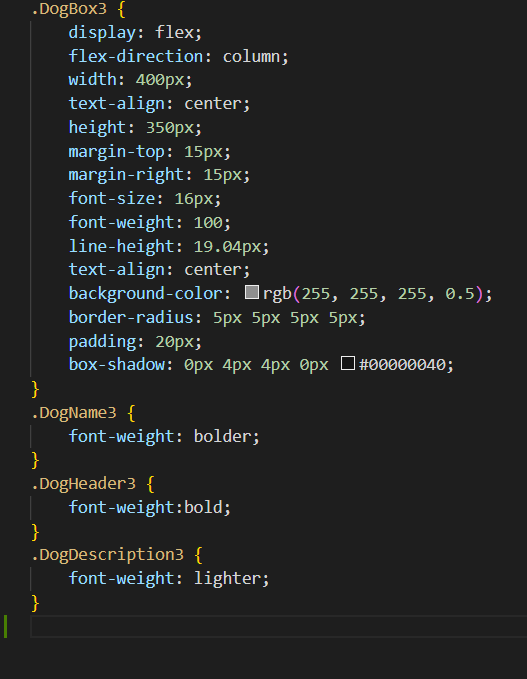 .DogBox3 {
    display: flex;
    flex-direction: column;
    width: 400px;
    text-align: center;
    height: 350px;
    margin-top: 15px;
    margin-right: 15px;
    font-size: 16px;
    font-weight: 100;
    line-height: 19.04px;
    text-align: center;
    background-color: rgb(255, 255, 255, 0.5);
    border-radius: 5px 5px 5px 5px;
    padding: 20px;
    box-shadow: 0px 4px 4px 0px #00000040;
}
.DogName3 {
    font-weight: bolder;
}
.DogHeader3 {
    font-weight:bold;
}
.DogDescription3 {
    font-weight: lighter;
}